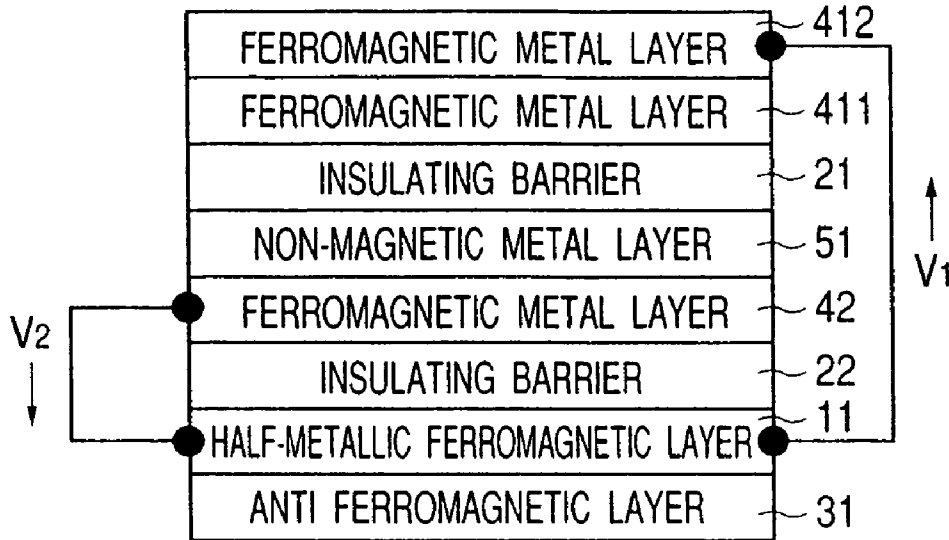 412
FERROMAGNETIC METAL LAYER
FERROMAGNETIC METAL LAYER 411
INSULATING BARRIER 21
NON-MAGNETIC METAL LAYER 51
V1
V2
FERROMAGNETIC METAL LAYER 42
INSULATING BARRIER 22
11
HALF-METALLIC FERROMAGNETIC LAYER
ANTI FERROMAGNETIC LAYER 31